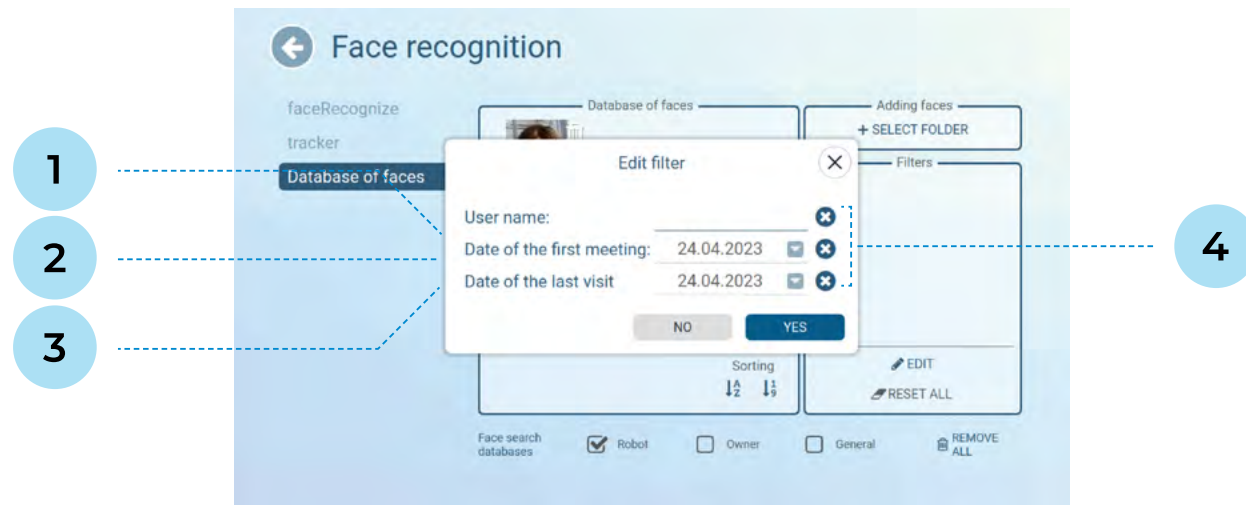 Face recognition
faceRecognize
tracker
Database of faces
Database of faces
Adding faces
+ SELECT FOLDER
Filters
Edit filter
User name:
Date of the first meeting: 24.04.2023
Date of the last visit 24.04.2023
NO YES
Sorting
A
Z
1
9
EDIT
RESET ALL
Face search
databases
Robot Owner General
REMOVE
ALL
1
2
3
4